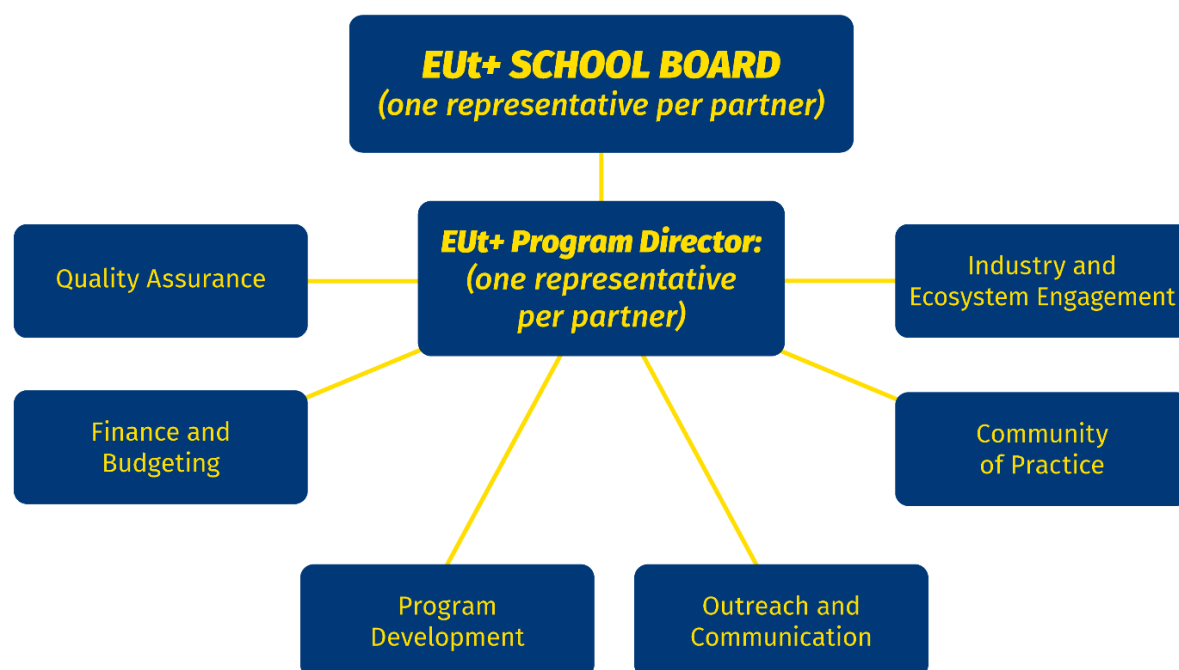 EUt+ SCHOOL BOARD
(one representative per partner)
EUt+ Program Director:
(one representative
per partner)
Quality Assurance
Industry and
Ecosystem Engagement
Finance and
Budgeting
Community
of Practice
Program
Development
Outreach and
Communication